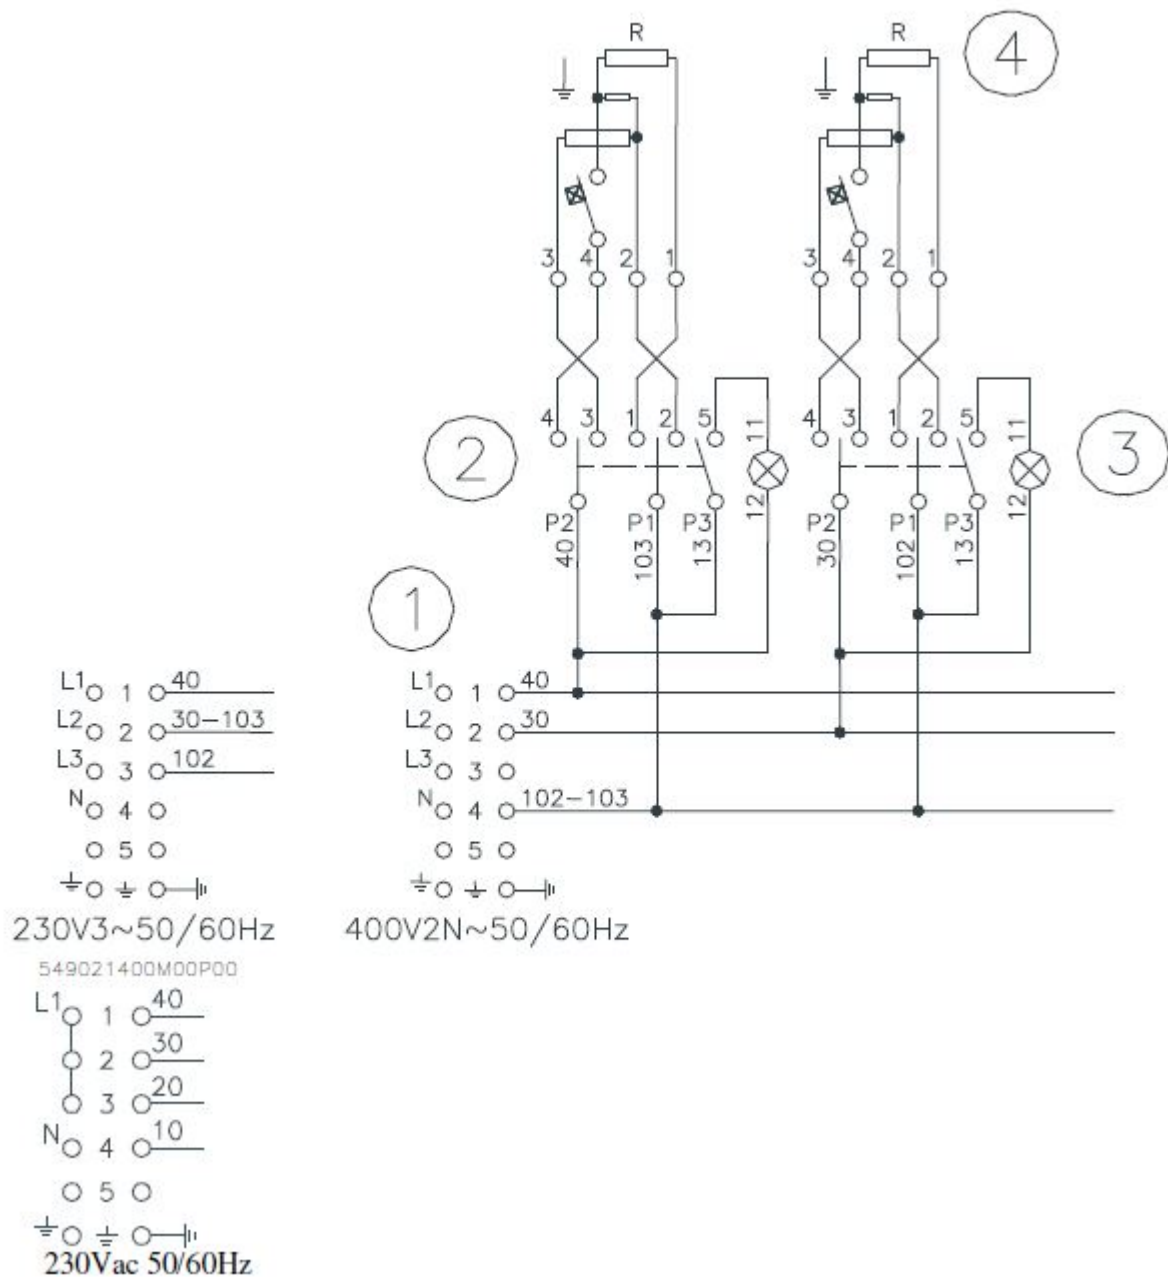 R R 4
3 4 2 1 3 4 2 1
4 3 1 2 5 11 4 3 1 2 5 11
2 3
12 12
P2 P1 P3 P2 P1 P3
40 103 13 30 102 13
1
L1 1 40 L1 1 40
L2 2 30-103 L2 2 30
L3 3 102 L3 3
N 4 N 4 102-103
5 5
230V3~50/60Hz 400V2N~50/60Hz
549021400M00P00
L1 1 40
2 30
3 20
N 4 10
5
230Vac 50/60Hz